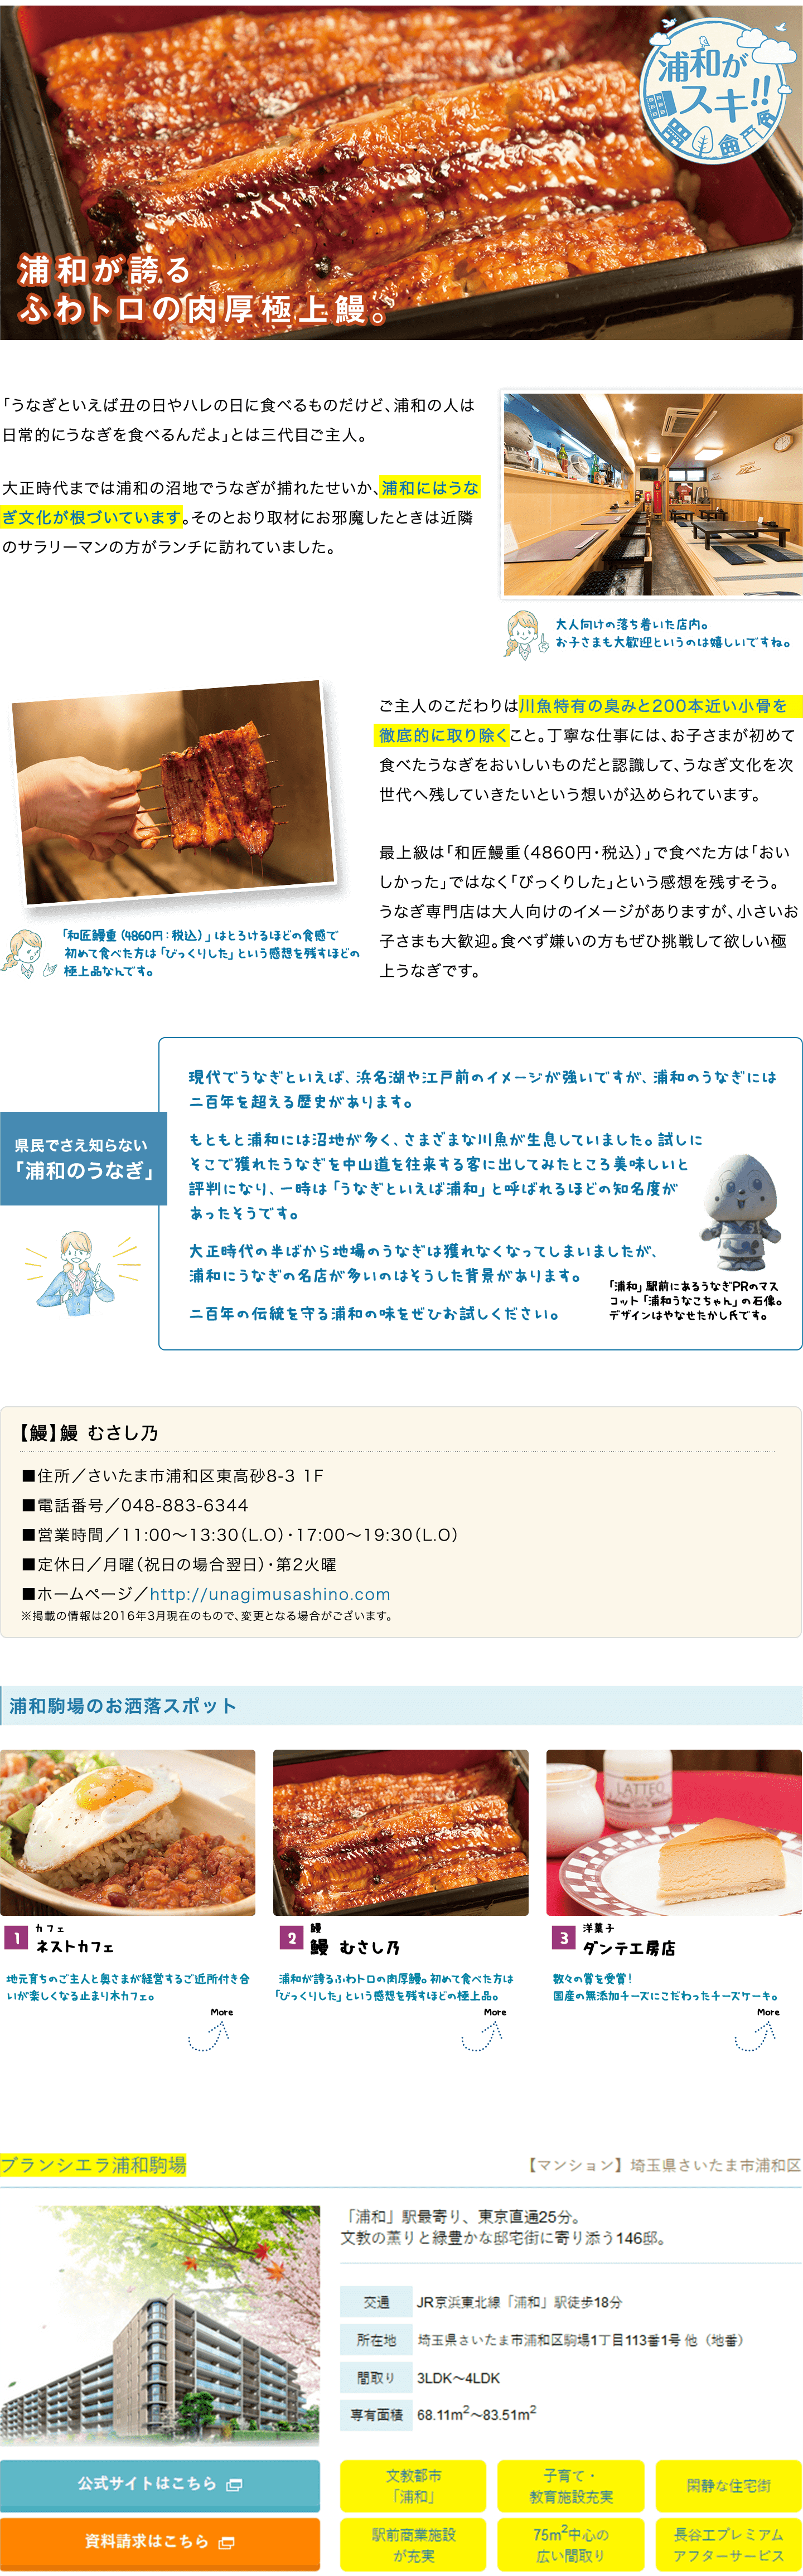 浦和が
スキ!!
浦和が誇る
ふわトロの肉厚極上鰻。
「うなぎといえば丑の日やハレの日に食べるものだけど、浦和の人は
日常的にうなぎを食べるんだよ」とは三代目ご主人。
大正時代までは浦和の沼地でうなぎが捕れたせいか、浦和にはうな
ぎ文化が根づいています。そのとおり取材にお邪魔したときは近隣
のサラリーマンの方がランチに訪れていました。
大人向けの落ち着いた店内。
お子さまも大歓迎というのは嬉しいですね。
ご主人のこだわりは川魚特有の臭みと200本近い小骨を
徹底的に取り除くこと。丁寧な仕事には、お子さまが初めて
食べたうなぎをおいしいものだと認識して、うなぎ文化を次
世代へ残していきたいという想いが込められています。
最上級は「和匠鰻重（4860円・税込）」で食べた方は「おい
しかった」ではなく「びっくりした」という感想を残すそう。
うなぎ専門店は大人向けのイメージがありますが、小さいお
子さまも大歓迎。食べず嫌いの方もぜひ挑戦して欲しい極
上うなぎです。
「和匠鰻重（4860円：税込）」はとろけるほどの食感で
初めて食べた方は「びっくりした」という感想を残すほどの
極上品なんです。
県民でさえ知らない
「浦和のうなぎ」
現代でうなぎといえば、浜名湖や江戸前のイメージが強いですが、浦和のうなぎには
二百年を超える歴史があります。
もともと浦和には沼地が多く、さまざまな川魚が生息していました。試しに
そこで獲れたうなぎを中山道を往来する客に出してみたところ美味しいと
評判になり、一時は「うなぎといえば浦和」と呼ばれるほどの知名度が
あったそうです。
大正時代の半ばから地場のうなぎは獲れなくなってしまいましたが、
浦和にうなぎの名店が多いのはそうした背景があります。
二百年の伝統を守る浦和の味をぜひお試しください。
「浦和」駅前にあるうなぎPRのマス
コット「浦和うなこちゃん」の石像。
デザインはやなせたかし氏です。
【鰻】鰻 むさし乃
■住所／さいたま市浦和区東高砂8-3 1F
■電話番号／048-883-6344
■営業時間／11:00～13:30（L.O）・17:00～19:30（L.O）
■定休日／月曜（祝日の場合翌日）・第2火曜
■ホームページ／http://unagimusashino.com
※掲載の情報は2016年3月現在のもので、変更となる場合がございます。
浦和駒場のお洒落スポット
LATTEO
1 カフェ
ネストカフェ
地元育ちのご主人と奥さまが経営するご近所付き合
いが楽しくなる止まり木カフェ。
More
2 鰻
鰻 むさし乃
浦和が誇るふわトロの肉厚鰻。初めて食べた方は
「びっくりした」という感想を残すほどの極上品。
More
3 洋菓子
ダンテ工房店
数々の賞を受賞！
国産の無添加チーズにこだわったチーズケーキ。
More
ブランシエラ浦和駒場
【マンション】埼玉県さいたま市浦和区
「浦和」駅最寄り、東京直通25分。
文教の薫りと緑豊かな邸宅街に寄り添う146邸。
交通 JR京浜東北線「浦和」駅徒歩18分
所在地 埼玉県さいたま市浦和区駒場1丁目113番1号 他（地番）
間取り 3LDK～4LDK
専有面積 68.11m²～83.51m²
公式サイトはこちら
資料請求はこちら
文教都市
「浦和」
子育て・
教育施設充実
閑静な住宅街
駅前商業施設
が充実
75m²中心の
広い間取り
長谷工プレミアム
アフターサービス